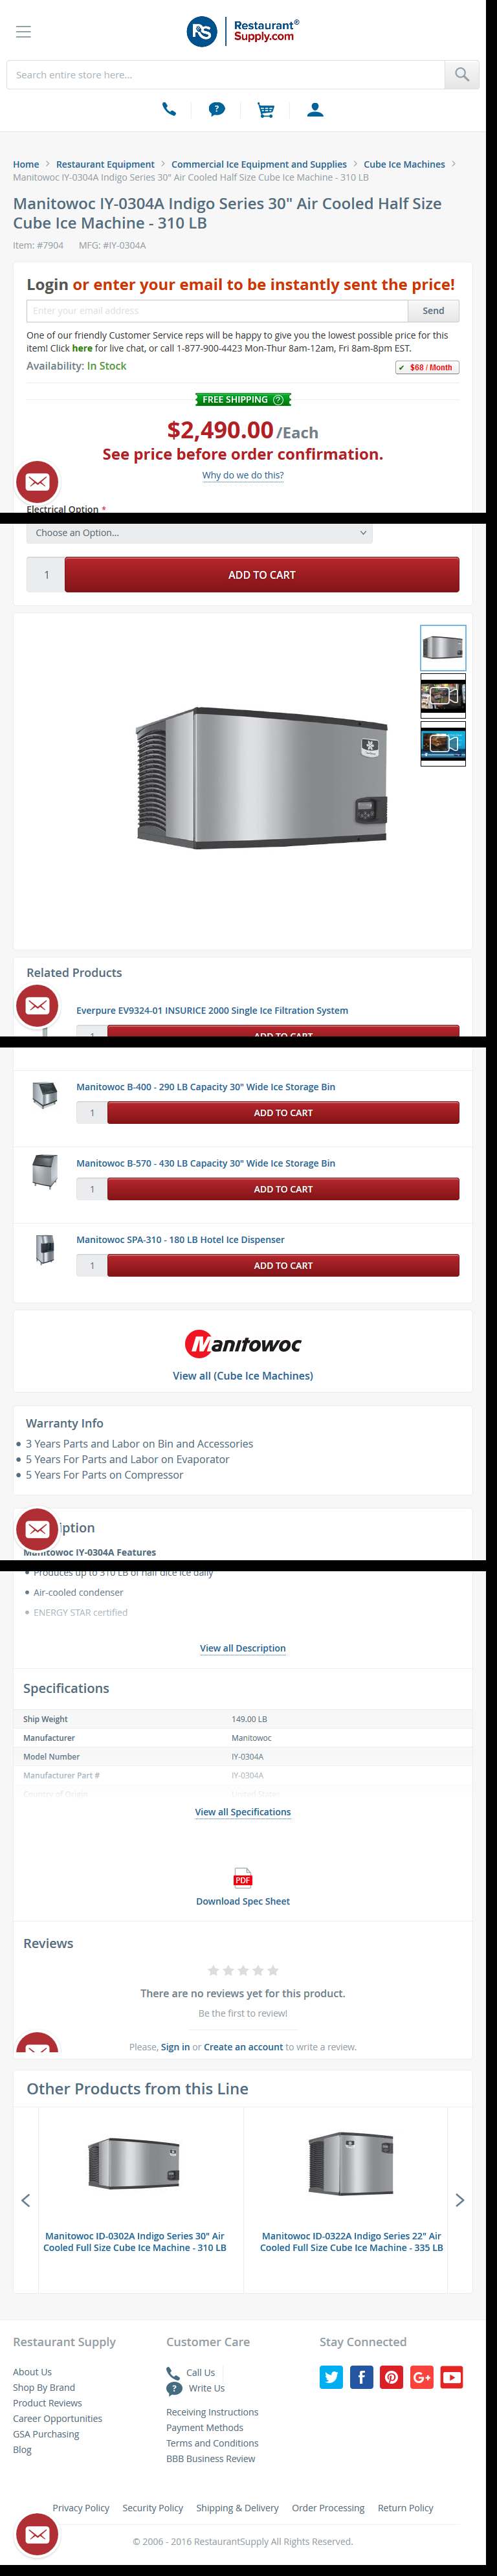 RS
Restaurant®
Supply.com
Search entire store here...
Home > Restaurant Equipment > Commercial Ice Equipment and Supplies > Cube Ice Machines >
Manitowoc IY-0304A Indigo Series 30" Air Cooled Half Size Cube Ice Machine - 310 LB
Manitowoc IY-0304A Indigo Series 30" Air Cooled Half Size
Cube Ice Machine - 310 LB
Item: #7904 MFG: #IY-0304A
Login or enter your email to be instantly sent the price!
Enter your email address Send
One of our friendly Customer Service reps will be happy to give you the lowest possible price for this
item! Click here for live chat, or call 1-877-900-4423 Mon-Thur 8am-12am, Fri 8am-8pm EST.
Availability: In Stock
✔ $68 / Month
FREE SHIPPING ?
$2,490.00 /Each
See price before order confirmation.
Why do we do this?
Electrical Option *
Choose an Option...
1 ADD TO CART
Related Products
Everpure EV9324-01 INSURICE 2000 Single Ice Filtration System
1 ADD TO CART
Manitowoc B-400 - 290 LB Capacity 30" Wide Ice Storage Bin
1 ADD TO CART
Manitowoc B-570 - 430 LB Capacity 30" Wide Ice Storage Bin
1 ADD TO CART
Manitowoc SPA-310 - 180 LB Hotel Ice Dispenser
1 ADD TO CART
Manitowoc
View all (Cube Ice Machines)
Warranty Info
• 3 Years Parts and Labor on Bin and Accessories
• 5 Years For Parts and Labor on Evaporator
• 5 Years For Parts on Compressor
iption
Manitowoc IY-0304A Features
• Produces up to 310 LB of half dice ice daily
• Air-cooled condenser
• ENERGY STAR certified
View all Description
Specifications
Ship Weight 149.00 LB
Manufacturer Manitowoc
Model Number IY-0304A
Manufacturer Part # IY-0304A
Country of Origin United States
View all Specifications
PDF
Download Spec Sheet
Reviews
There are no reviews yet for this product.
Be the first to review!
Please, Sign in or Create an account to write a review.
Other Products from this Line
Manitowoc ID-0302A Indigo Series 30" Air
Cooled Full Size Cube Ice Machine - 310 LB
Manitowoc ID-0322A Indigo Series 22" Air
Cooled Full Size Cube Ice Machine - 335 LB
Restaurant Supply
About Us
Shop By Brand
Product Reviews
Career Opportunities
GSA Purchasing
Blog
Customer Care
Call Us
Write Us
Receiving Instructions
Payment Methods
Terms and Conditions
BBB Business Review
Stay Connected
Privacy Policy Security Policy Shipping & Delivery Order Processing Return Policy
© 2006 - 2016 RestaurantSupply All Rights Reserved.